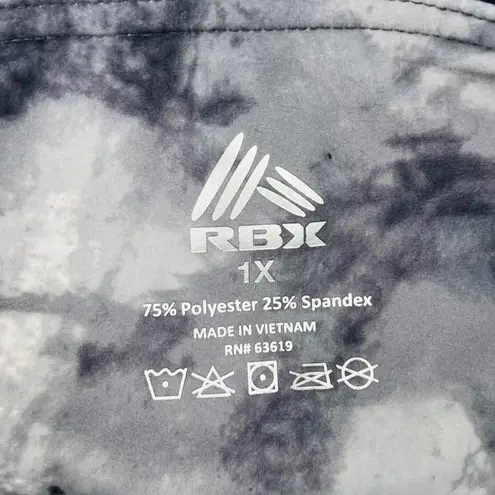 RBX
1X
75% Polyester 25% Spandex
MADE IN VIETNAM
RN# 63619